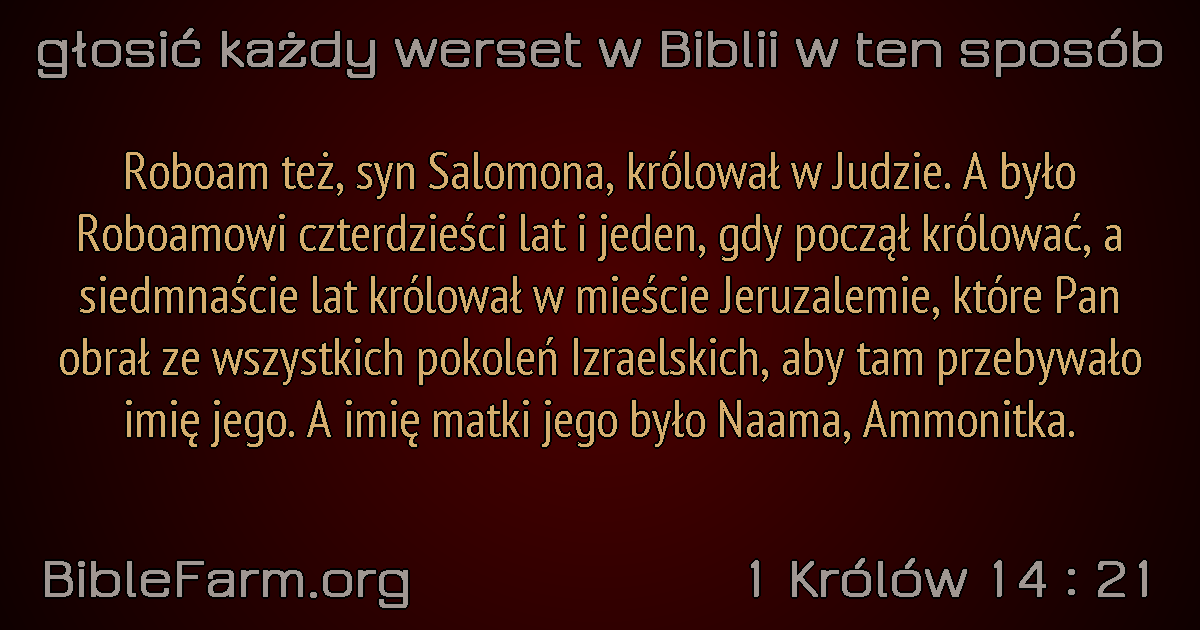 głosić każdy werset w Biblii w ten sposób
Roboam też, syn Salomona, królował w Judzie. A było
Roboamowi czterdzieści lat i jeden, gdy począł królować, a
siedmnaście lat królował w mieście Jeruzalemie, które Pan
obrał ze wszystkich pokoleń Izraelskich, aby tam przebywało
imię jego. A imię matki jego było Naama, Ammonitka.
BibleFarm.org
1 Królów 14 : 21